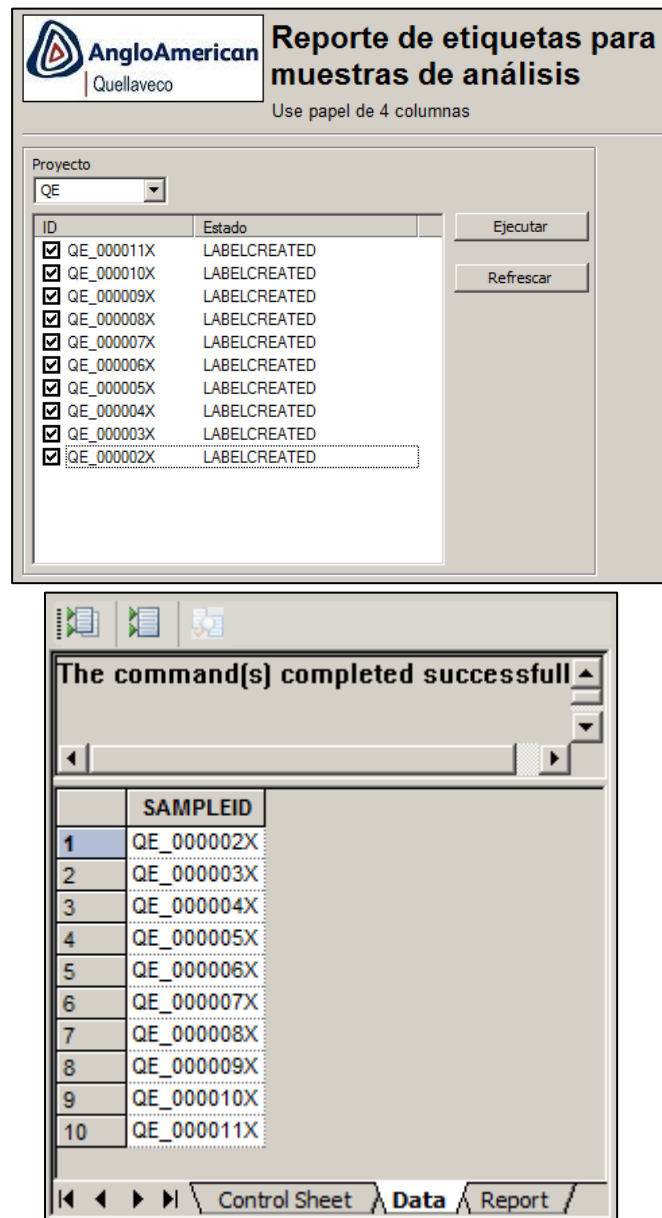 AngloAmerican
Quellaveco
Reporte de etiquetas para
muestras de análisis
Use papel de 4 columnas
Proyecto
QE
ID Estado
QE_000011X LABELCREATED
QE_000010X LABELCREATED
QE_000009X LABELCREATED
QE_000008X LABELCREATED
QE_000007X LABELCREATED
QE_000006X LABELCREATED
QE_000005X LABELCREATED
QE_000004X LABELCREATED
QE_000003X LABELCREATED
QE_000002X LABELCREATED
Ejecutar
Refrescar
The command(s) completed successfull
SAMPLEID
1 QE_000002X
2 QE_000003X
3 QE_000004X
4 QE_000005X
5 QE_000006X
6 QE_000007X
7 QE_000008X
8 QE_000009X
9 QE_000010X
10 QE_000011X
Control Sheet Data Report